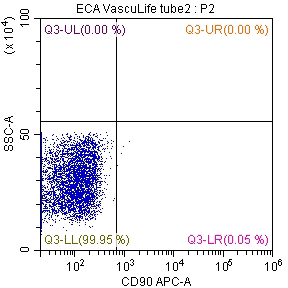 ECA VascuLife tube2 : P2
(x 10⁴)
100
Q3-UL(0.00 %)
Q3-UR(0.00 %)
SSC-A
50
0
Q3-LL(99.95 %)
Q3-LR(0.05 %)
10² 10³ 10⁴ 10⁵ 10⁶
CD90 APC-A